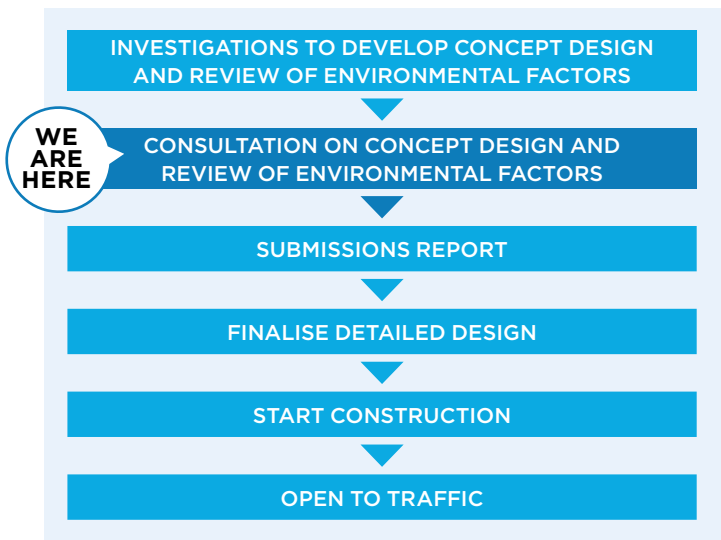 INVESTIGATIONS TO DEVELOP CONCEPT DESIGN
AND REVIEW OF ENVIRONMENTAL FACTORS
WE
ARE
HERE
CONSULTATION ON CONCEPT DESIGN AND
REVIEW OF ENVIRONMENTAL FACTORS
SUBMISSIONS REPORT
FINALISE DETAILED DESIGN
START CONSTRUCTION
OPEN TO TRAFFIC